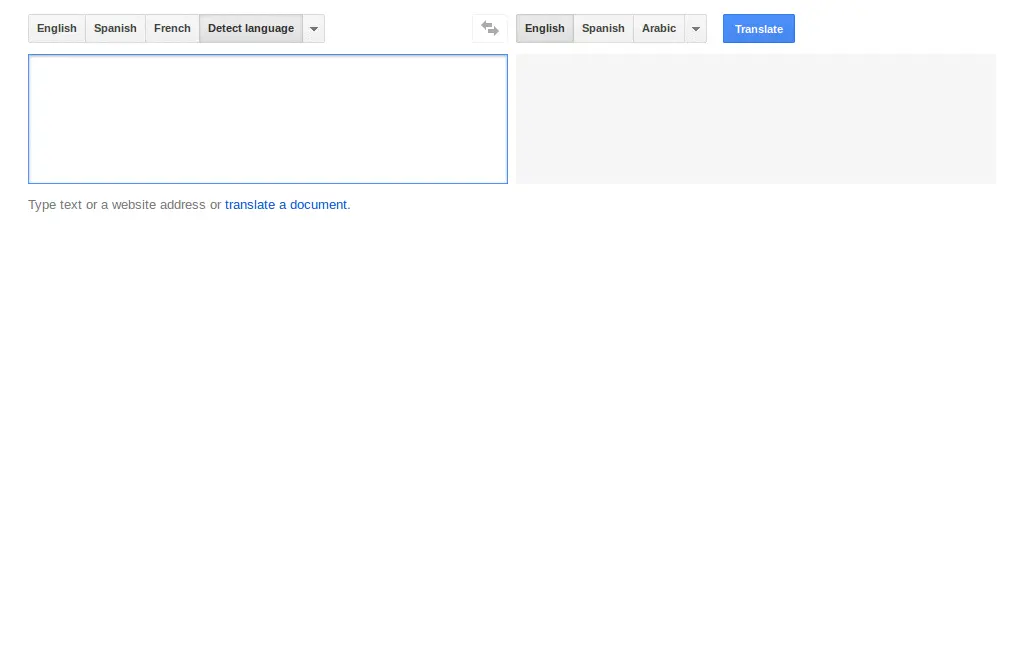 English Spanish French Detect language English Spanish Arabic Translate
Type text or a website address or translate a document.